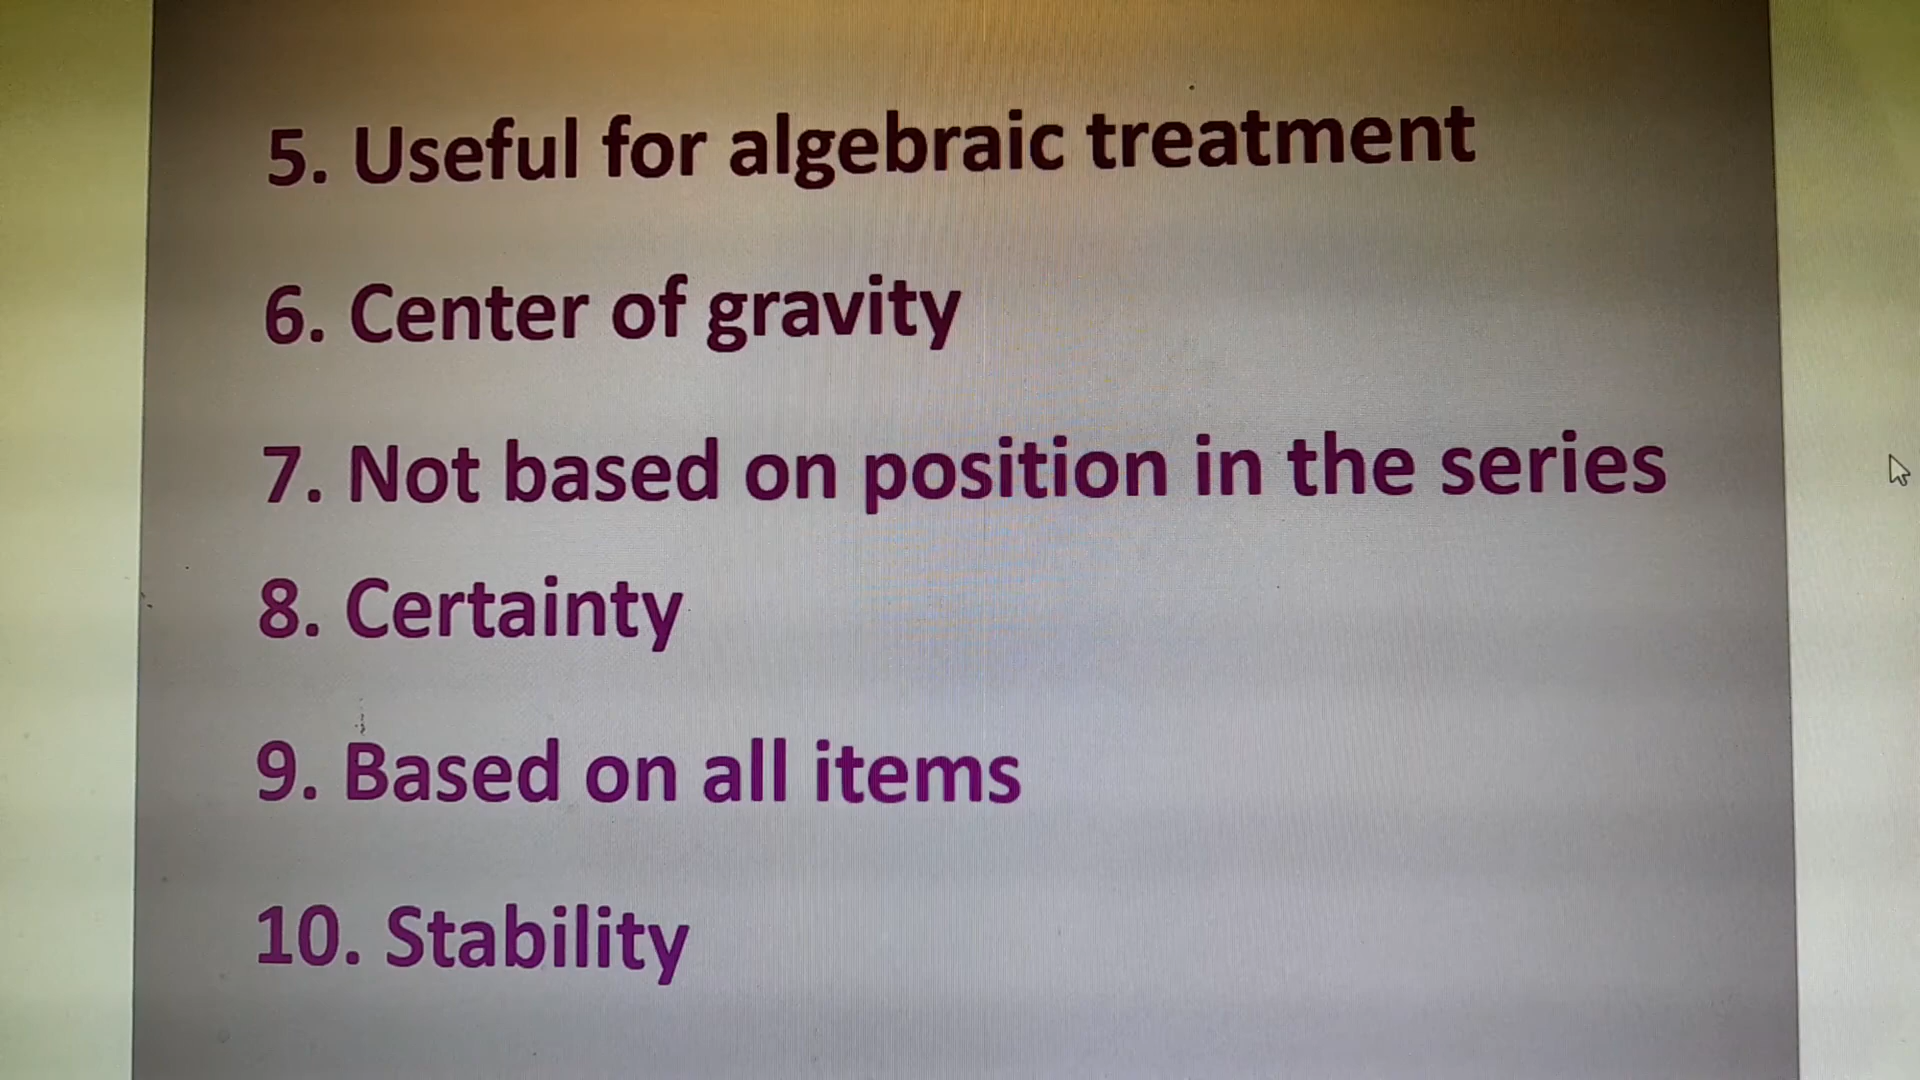 5. Useful for algebraic treatment
6. Center of gravity
7. Not based on position in the series
8. Certainty
9. Based on all items
10. Stability